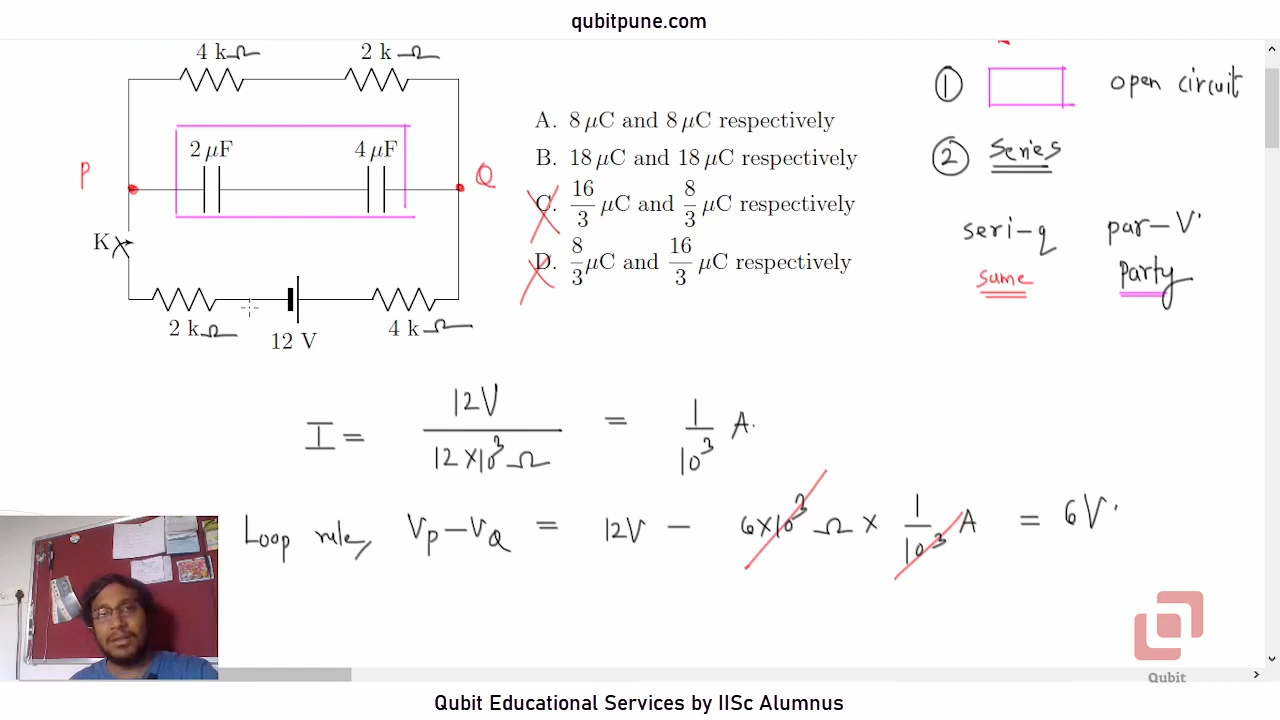 qubitpune.com
4 kΩ 2 kΩ
2 μF 4 μF
P Q
K
2 kΩ 12 V 4 kΩ
A. 8 μC and 8 μC respectively
B. 18 μC and 18 μC respectively
C. 16/3 μC and 8/3 μC respectively
D. 8/3 μC and 16/3 μC respectively
① open circuit
② Series
seri-q par-V
same Party
I = 12V / 12×10³ Ω = 1/10³ A.
Loop rule, Vp-VQ = 12V - 6×10³ Ω × 1/10³ A = 6V
Qubit
Qubit Educational Services by IISc Alumnus